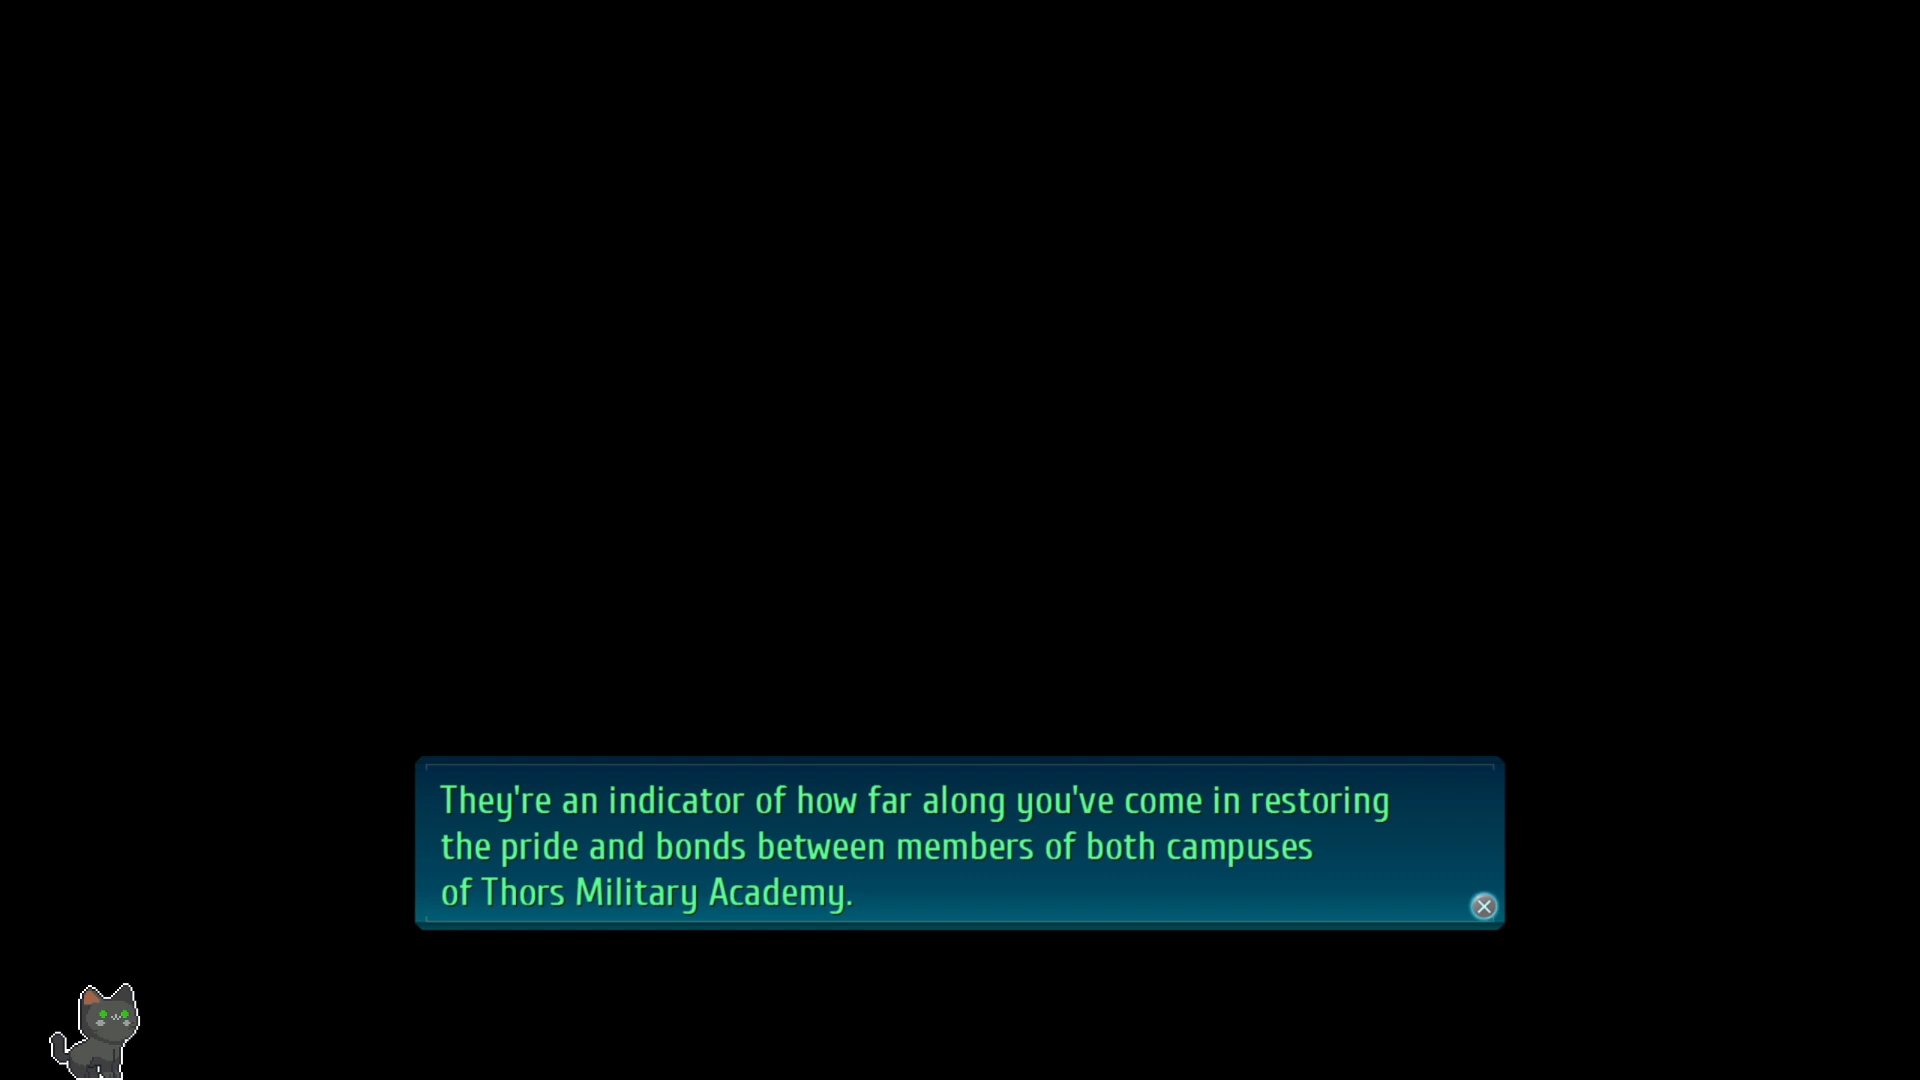 They're an indicator of how far along you've come in restoring
the pride and bonds between members of both campuses
of Thors Military Academy.